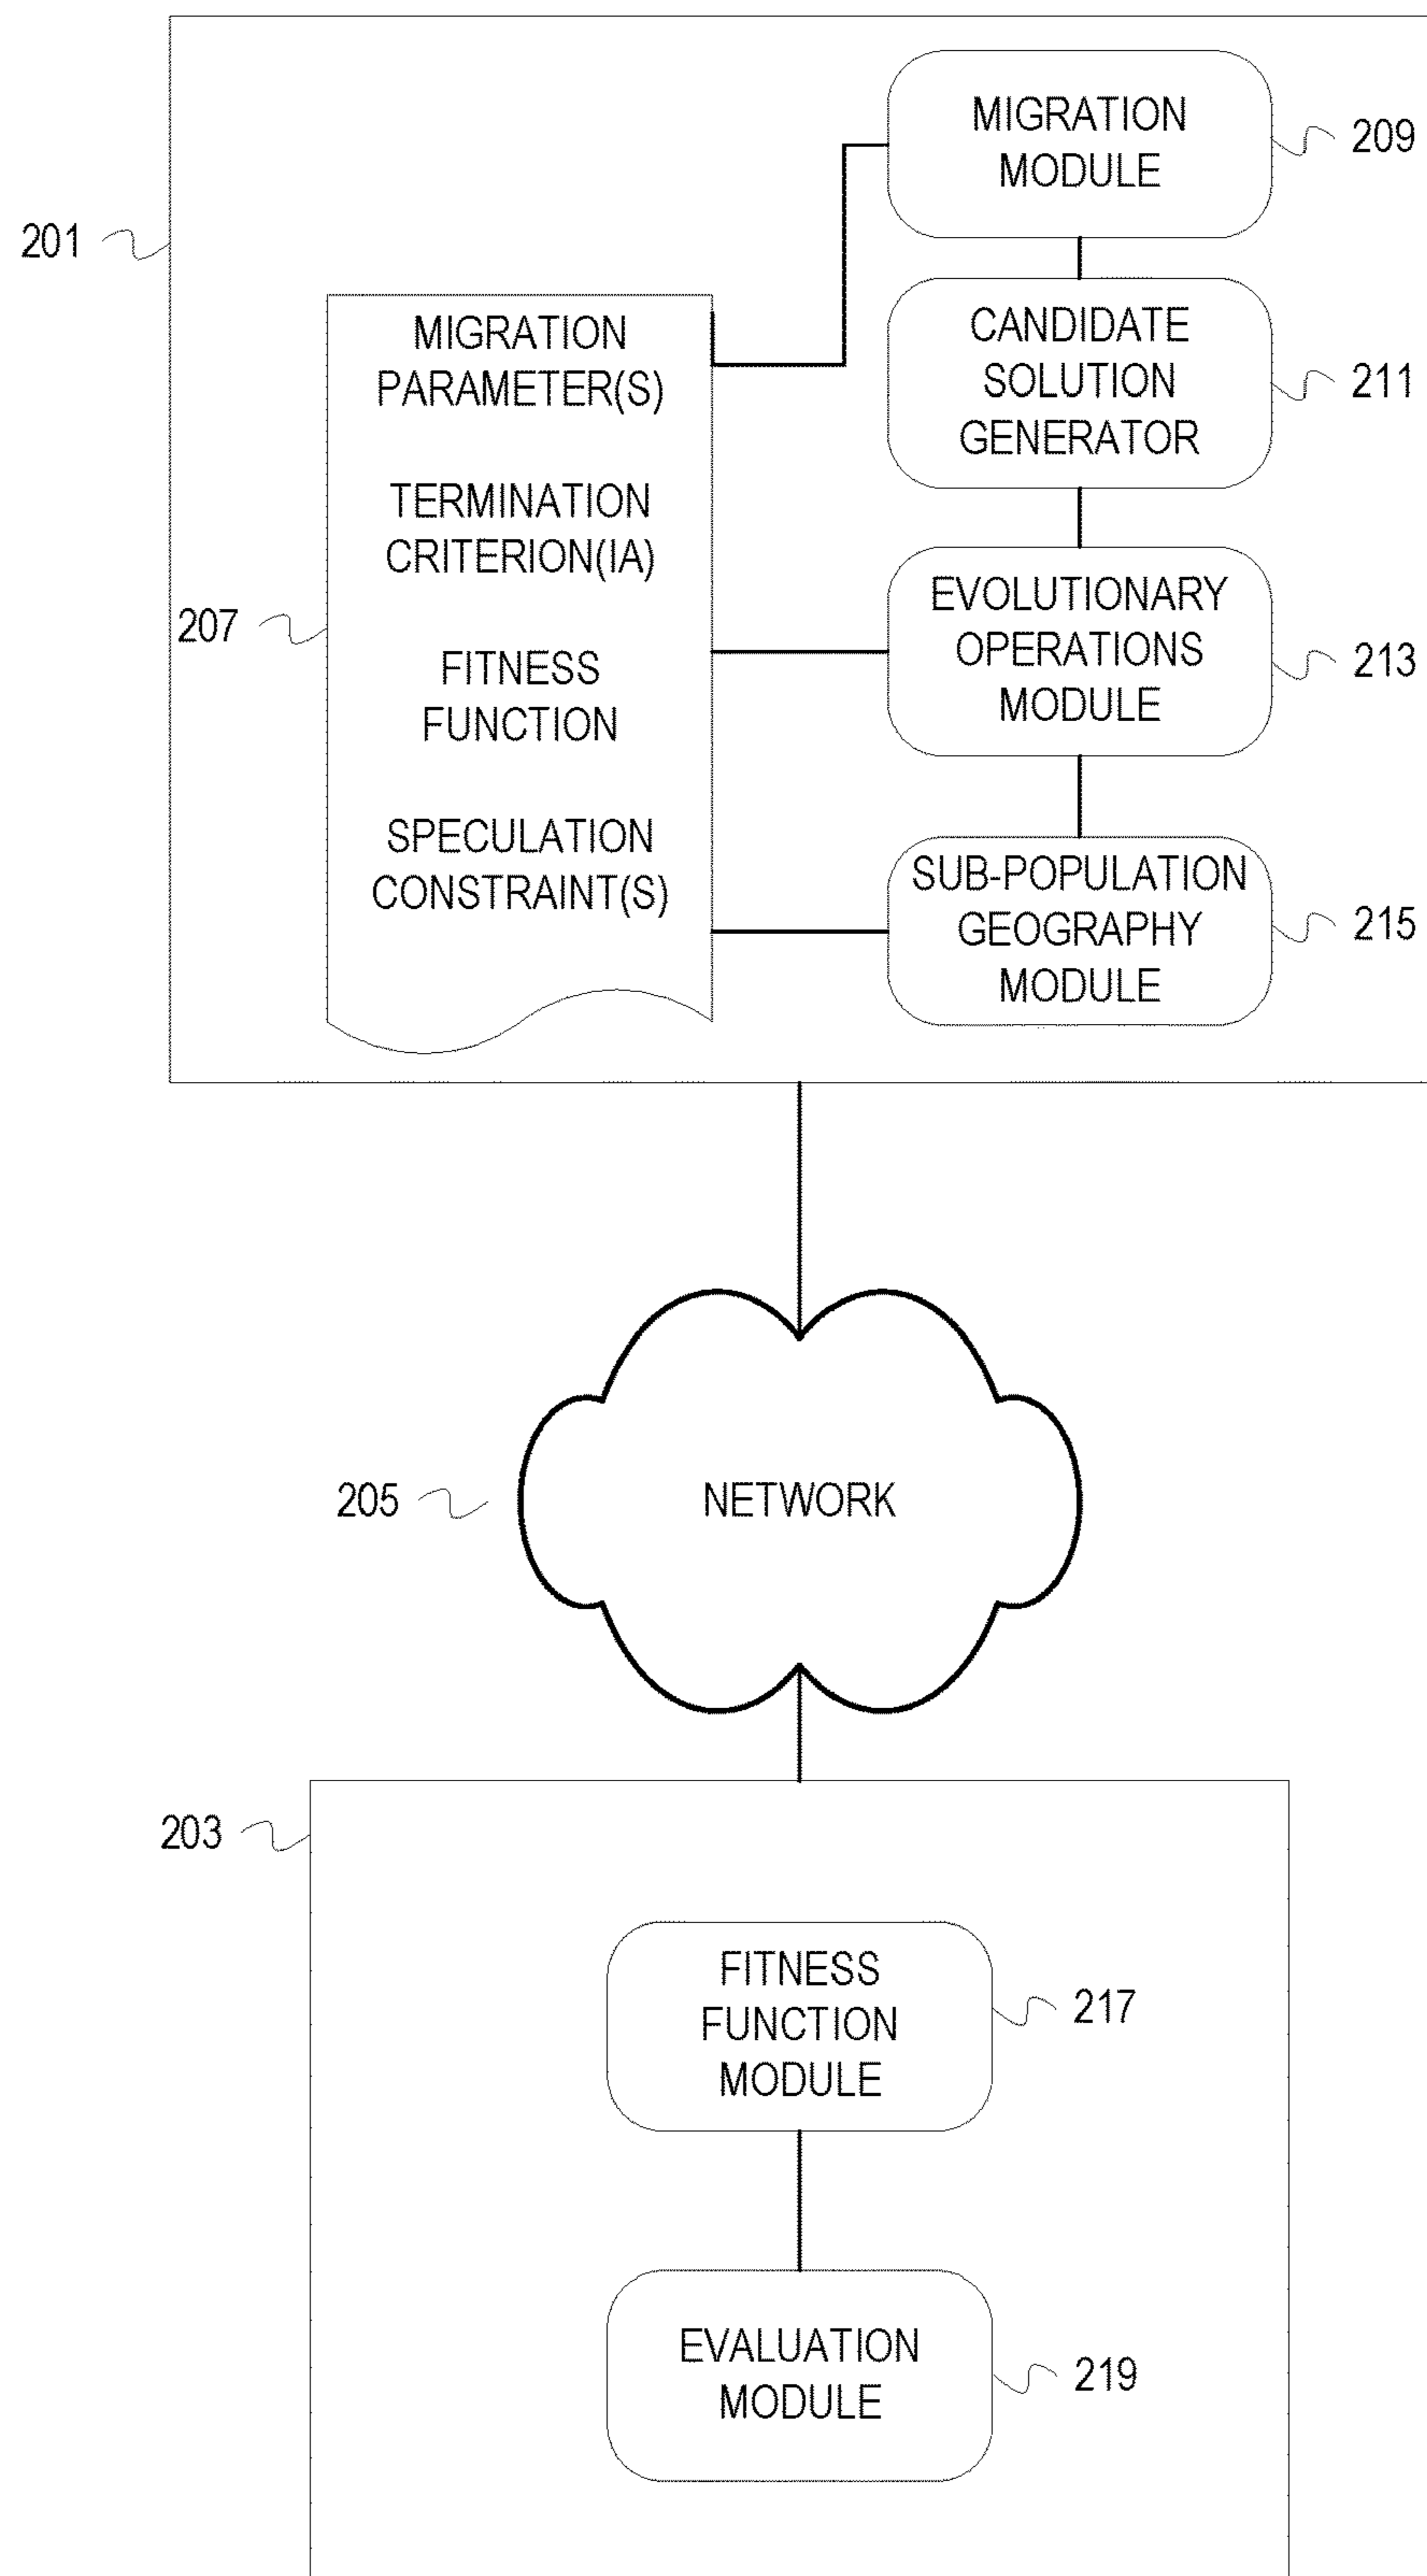 MIGRATION
MODULE
209
201
CANDIDATE
SOLUTION
GENERATOR
211
MIGRATION
PARAMETER(S)
TERMINATION
CRITERION(IA)
207
FITNESS
FUNCTION
SPECULATION
CONSTRAINT(S)
EVOLUTIONARY
OPERATIONS
MODULE
213
SUB-POPULATION
GEOGRAPHY
MODULE
215
205
NETWORK
203
FITNESS
FUNCTION
MODULE
217
EVALUATION
MODULE
219